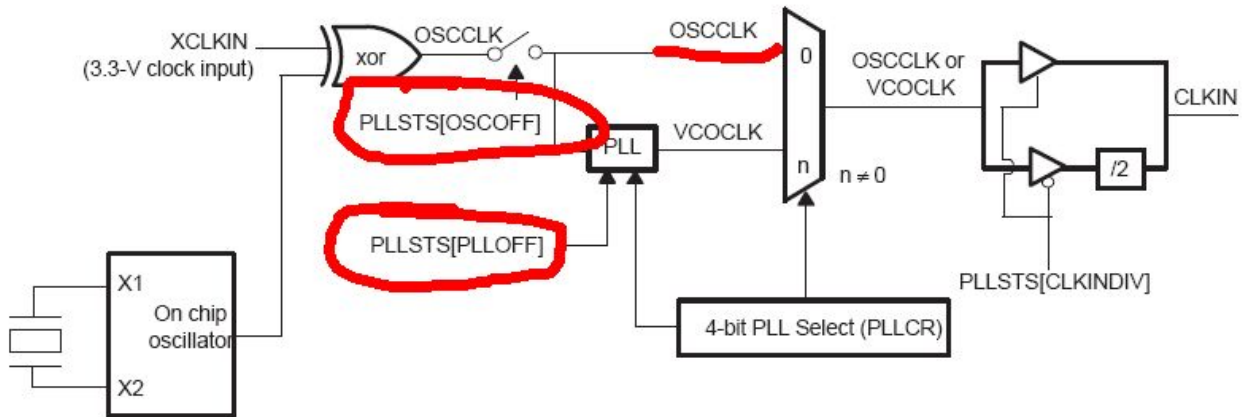 XCLKIN
(3.3-V clock input)
xor
OSCCLK
OSCCLK
0
OSCCLK or
VCOCLK
CLKIN
PLLSTS[OSCOFF]
PLL
VCOCLK
n
n ≠ 0
/2
PLLSTS[PLLOFF]
PLLSTS[CLKINDIV]
X1
On chip
oscillator
X2
4-bit PLL Select (PLLCR)